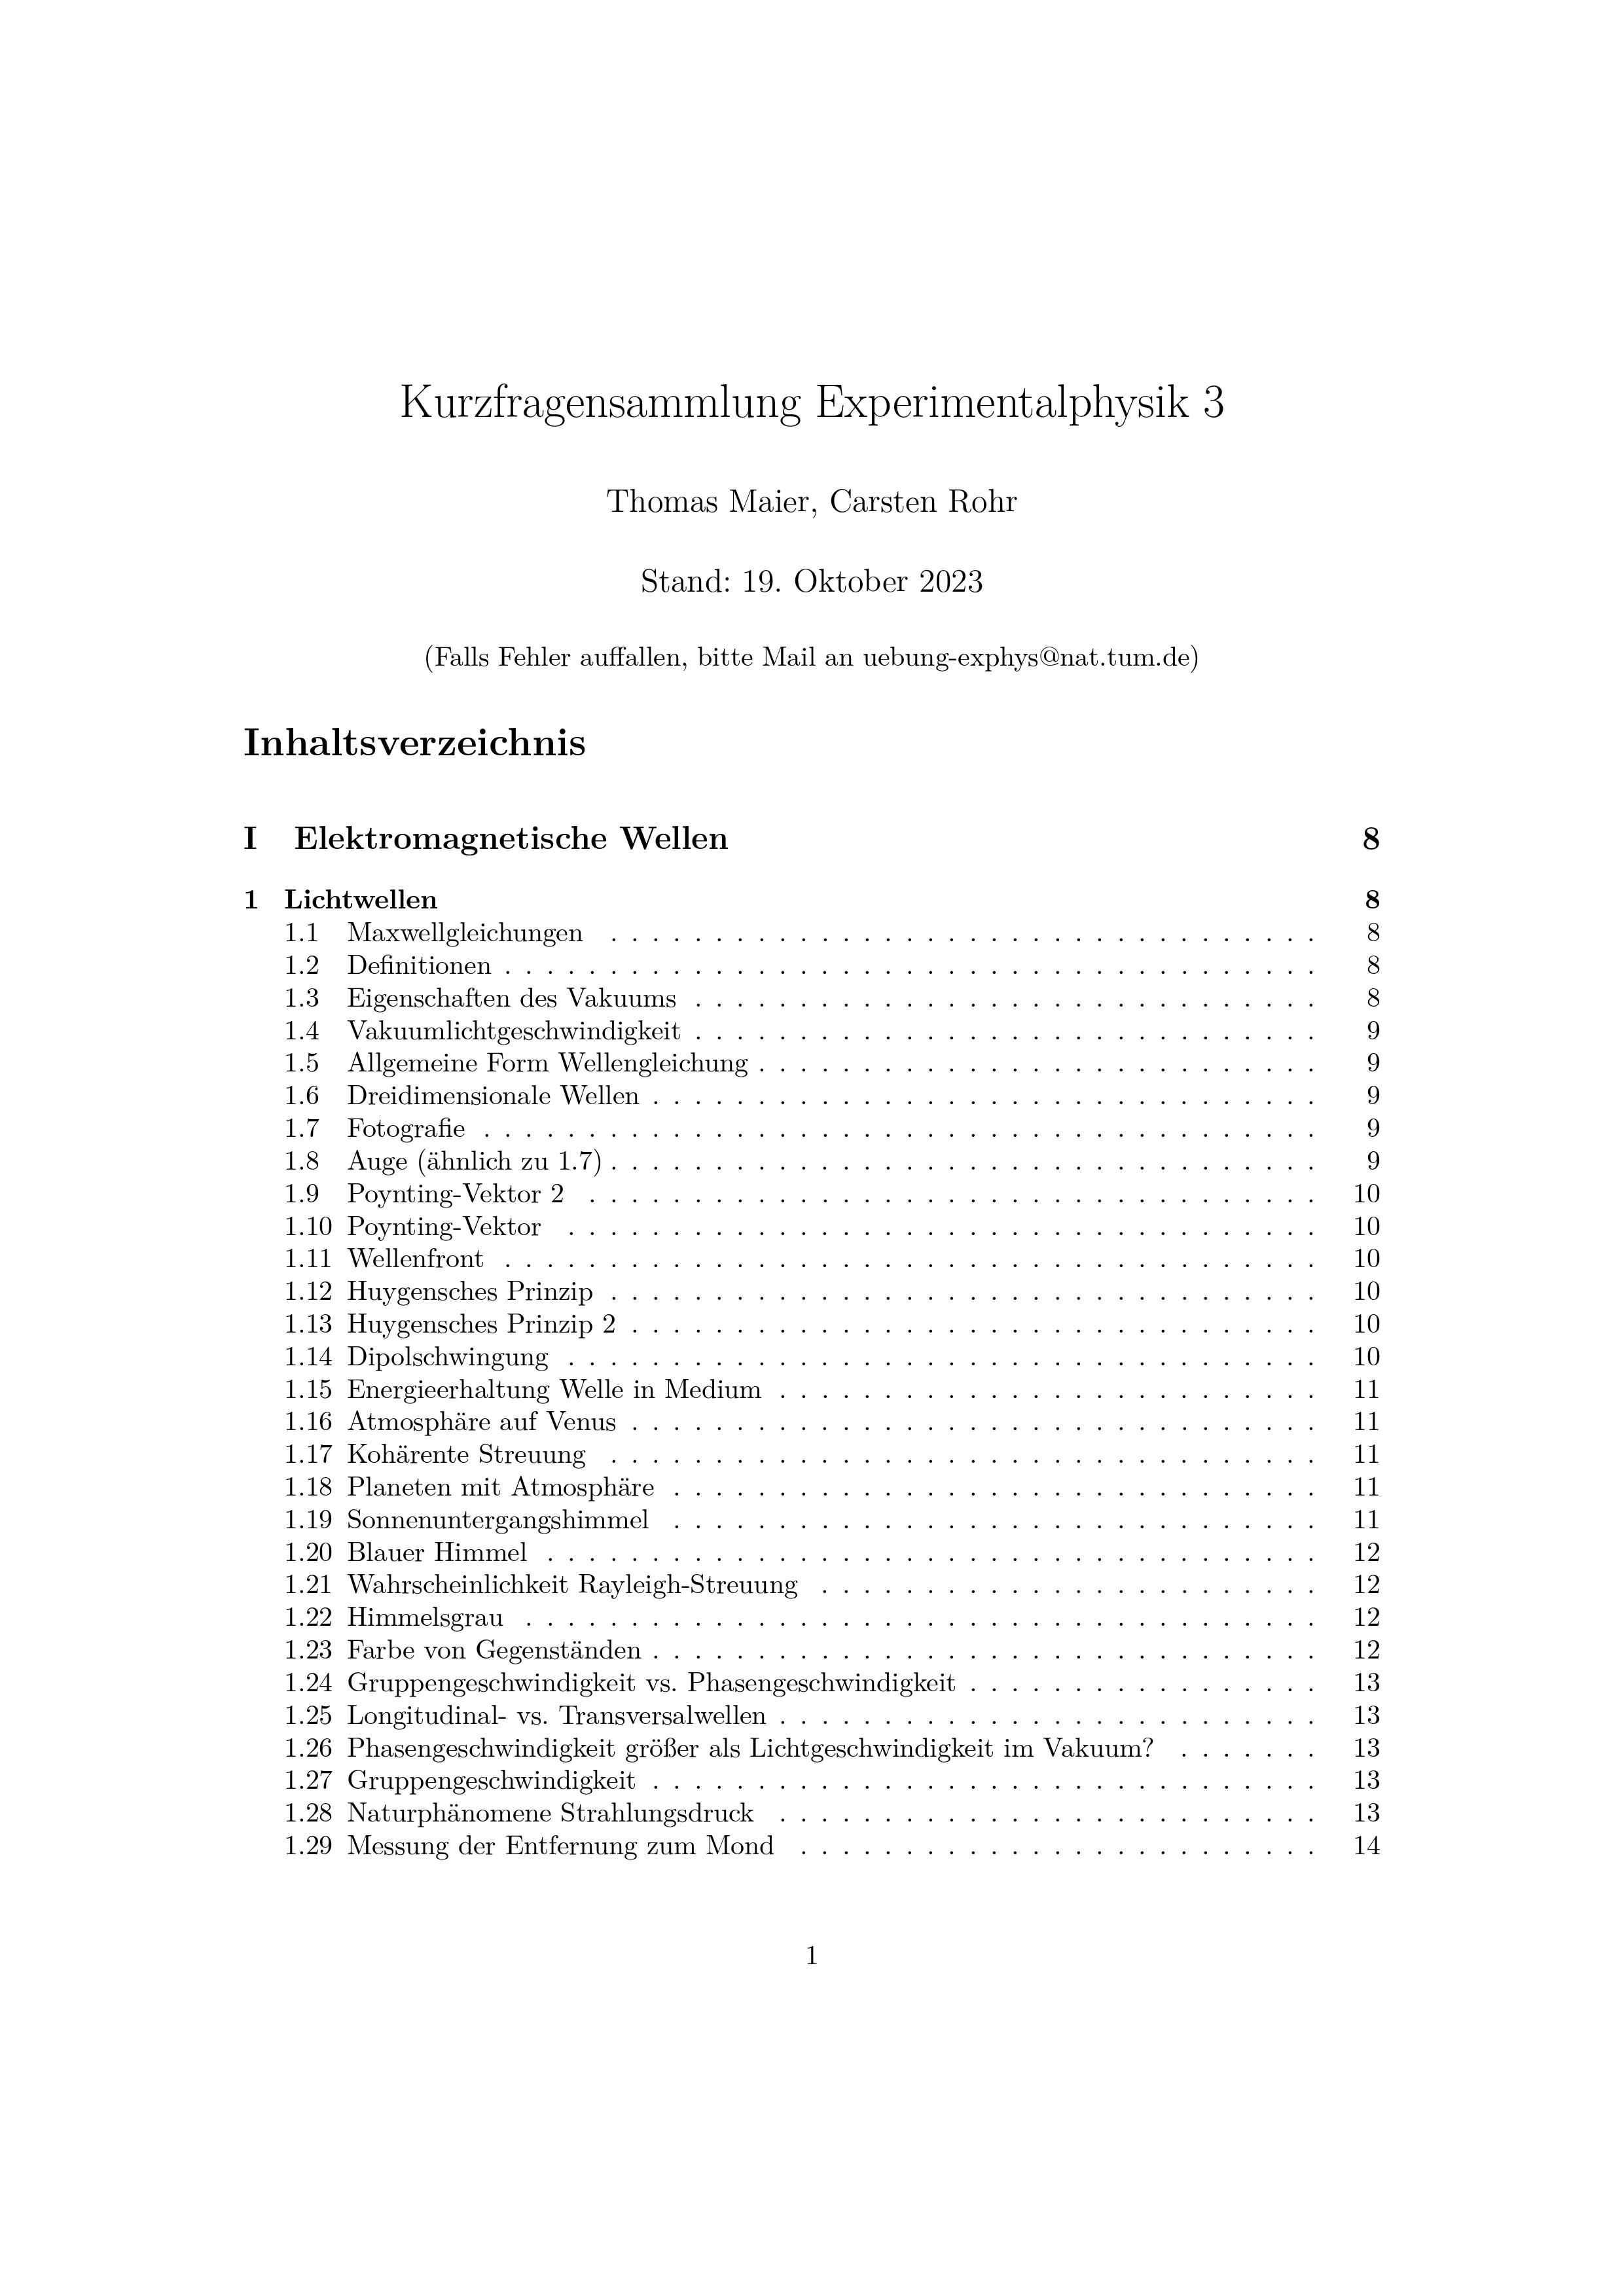 Kurzfragensammlung Experimentalphysik 3
Thomas Maier, Carsten Rohr
Stand: 19. Oktober 2023
(Falls Fehler auffallen, bitte Mail an uebung-exphys@nat.tum.de)
Inhaltsverzeichnis
I Elektromagnetische Wellen 8
1 Lichtwellen 8
1.1 Maxwellgleichungen . . . . . . . . . . . . . . . . . . . . . . . . . . . . . . . . . . 8
1.2 Definitionen . . . . . . . . . . . . . . . . . . . . . . . . . . . . . . . . . . . . . . . 8
1.3 Eigenschaften des Vakuums . . . . . . . . . . . . . . . . . . . . . . . . . . . . . . 8
1.4 Vakuumlichtgeschwindigkeit . . . . . . . . . . . . . . . . . . . . . . . . . . . . . . 9
1.5 Allgemeine Form Wellengleichung . . . . . . . . . . . . . . . . . . . . . . . . . . . 9
1.6 Dreidimensionale Wellen . . . . . . . . . . . . . . . . . . . . . . . . . . . . . . . . 9
1.7 Fotografie . . . . . . . . . . . . . . . . . . . . . . . . . . . . . . . . . . . . . . . . 9
1.8 Auge (ähnlich zu 1.7) . . . . . . . . . . . . . . . . . . . . . . . . . . . . . . . . . . 9
1.9 Poynting-Vektor 2 . . . . . . . . . . . . . . . . . . . . . . . . . . . . . . . . . . . 10
1.10 Poynting-Vektor . . . . . . . . . . . . . . . . . . . . . . . . . . . . . . . . . . . . 10
1.11 Wellenfront . . . . . . . . . . . . . . . . . . . . . . . . . . . . . . . . . . . . . . . 10
1.12 Huygensches Prinzip . . . . . . . . . . . . . . . . . . . . . . . . . . . . . . . . . . 10
1.13 Huygensches Prinzip 2 . . . . . . . . . . . . . . . . . . . . . . . . . . . . . . . . . 10
1.14 Dipolschwingung . . . . . . . . . . . . . . . . . . . . . . . . . . . . . . . . . . . . 10
1.15 Energieerhaltung Welle in Medium . . . . . . . . . . . . . . . . . . . . . . . . . . 11
1.16 Atmosphäre auf Venus . . . . . . . . . . . . . . . . . . . . . . . . . . . . . . . . . 11
1.17 Kohärente Streuung . . . . . . . . . . . . . . . . . . . . . . . . . . . . . . . . . . 11
1.18 Planeten mit Atmosphäre . . . . . . . . . . . . . . . . . . . . . . . . . . . . . . . 11
1.19 Sonnenuntergangshimmel . . . . . . . . . . . . . . . . . . . . . . . . . . . . . . . 11
1.20 Blauer Himmel . . . . . . . . . . . . . . . . . . . . . . . . . . . . . . . . . . . . . 12
1.21 Wahrscheinlichkeit Rayleigh-Streuung . . . . . . . . . . . . . . . . . . . . . . . . 12
1.22 Himmelsgrau . . . . . . . . . . . . . . . . . . . . . . . . . . . . . . . . . . . . . . 12
1.23 Farbe von Gegenständen . . . . . . . . . . . . . . . . . . . . . . . . . . . . . . . . 12
1.24 Gruppengeschwindigkeit vs. Phasengeschwindigkeit . . . . . . . . . . . . . . . . . 13
1.25 Longitudinal- vs. Transversalwellen . . . . . . . . . . . . . . . . . . . . . . . . . . 13
1.26 Phasengeschwindigkeit größer als Lichtgeschwindigkeit im Vakuum? . . . . . . . 13
1.27 Gruppengeschwindigkeit . . . . . . . . . . . . . . . . . . . . . . . . . . . . . . . . 13
1.28 Naturphänomene Strahlungsdruck . . . . . . . . . . . . . . . . . . . . . . . . . . 13
1.29 Messung der Entfernung zum Mond . . . . . . . . . . . . . . . . . . . . . . . . . 14
1